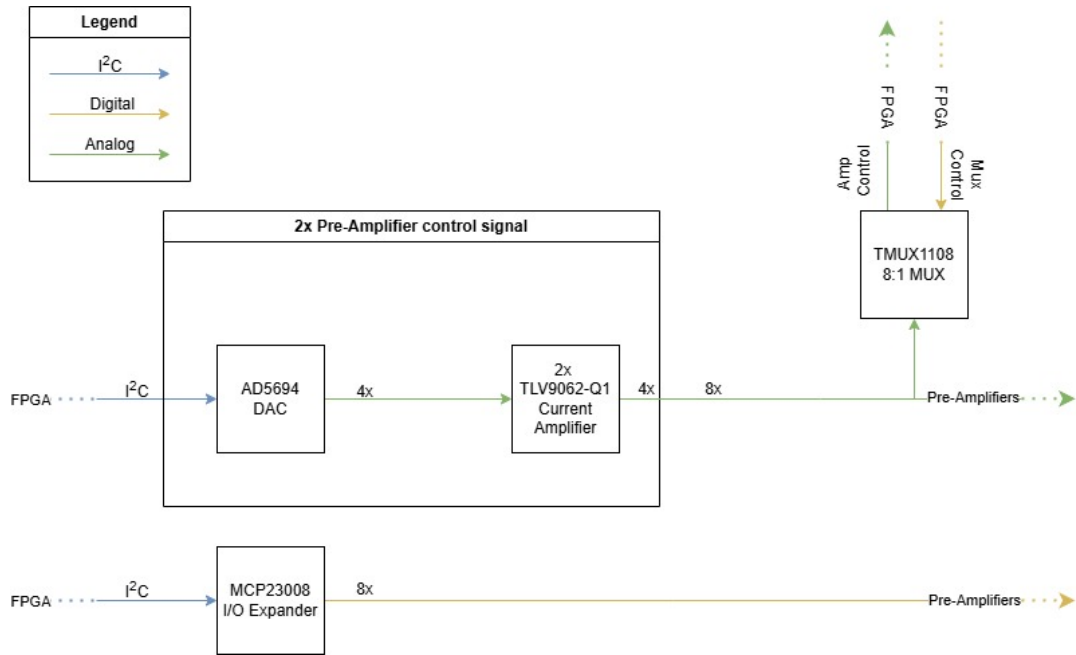 Legend
I²C
Digital
Analog
FPGA
FPGA
Amp
Control
Mux
Control
TMUX1108
8:1 MUX
2x Pre-Amplifier control signal
FPGA
I²C
AD5694
DAC
4x
2x
TLV9062-Q1
Current
Amplifier
4x
8x
Pre-Amplifiers
FPGA
I²C
MCP23008
I/O Expander
8x
Pre-Amplifiers